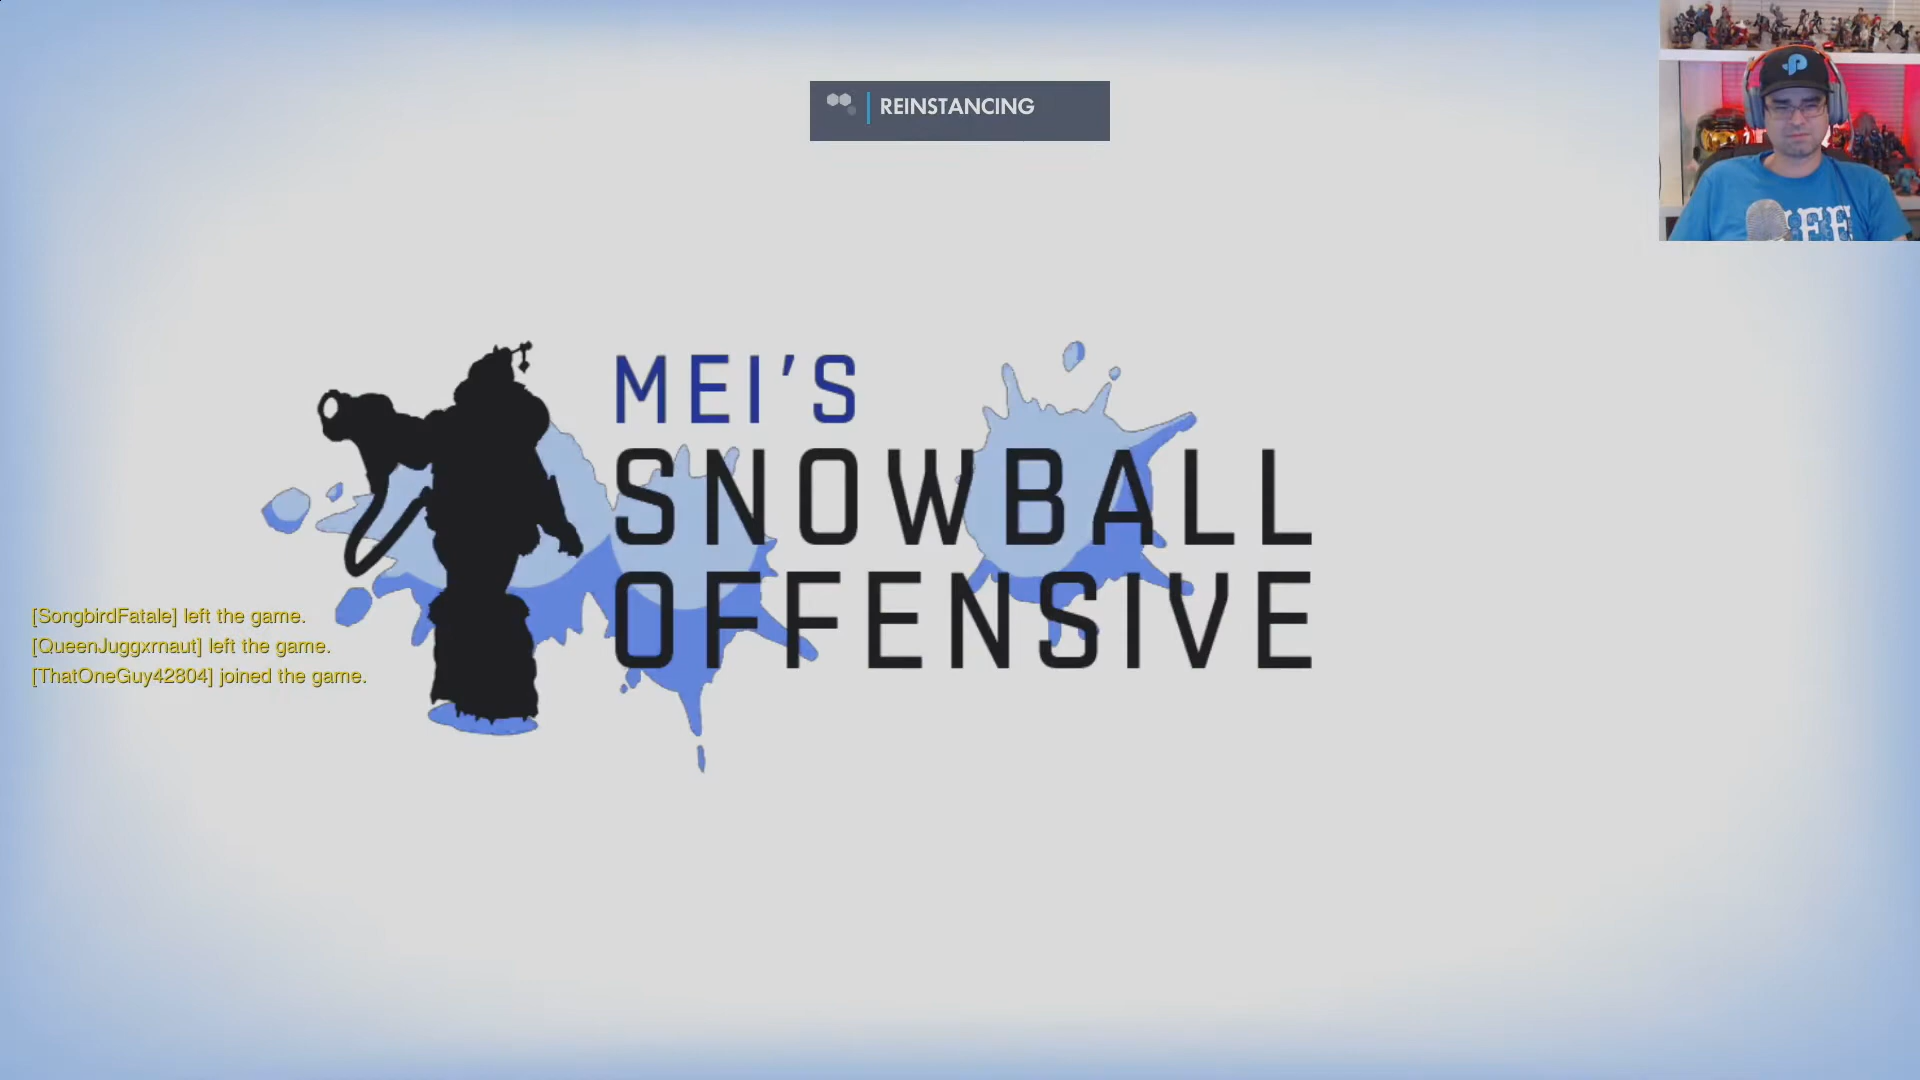 REINSTANCING
MEI'S
SNOWBALL
OFFENSIVE
[SongbirdFatale] left the game.
[QueenJuggxrnaut] left the game.
[ThatOneGuy42804] joined the game.